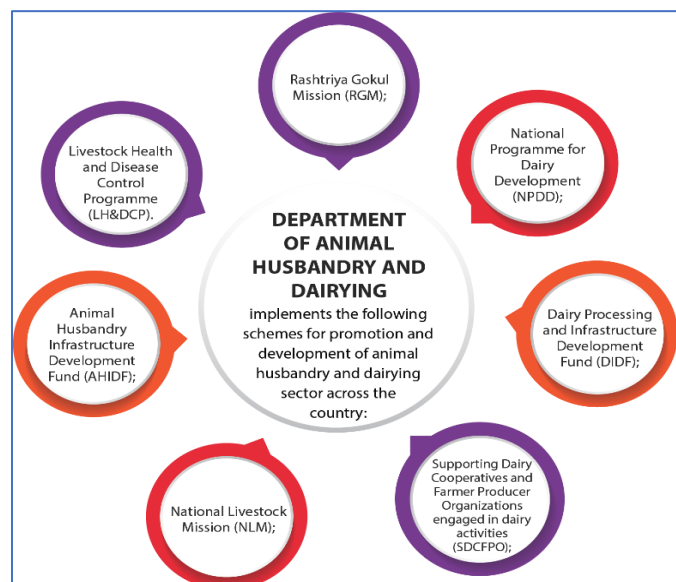 DEPARTMENT
OF ANIMAL
HUSBANDRY AND
DAIRYING
implements the following
schemes for promotion and
development of animal
husbandry and dairying
sector across the
country:
Rashtriya Gokul
Mission (RGM);
National
Programme for
Dairy
Development
(NPDD);
Dairy Processing
and Infrastructure
Development
Fund (DIDF);
Supporting Dairy
Cooperatives and
Farmer Producer
Organizations
engaged in dairy
activities
(SDCFPO);
National Livestock
Mission (NLM);
Animal
Husbandry
Infrastructure
Development
Fund (AHIDF);
Livestock Health
and Disease
Control
Programme
(LH&DCP).